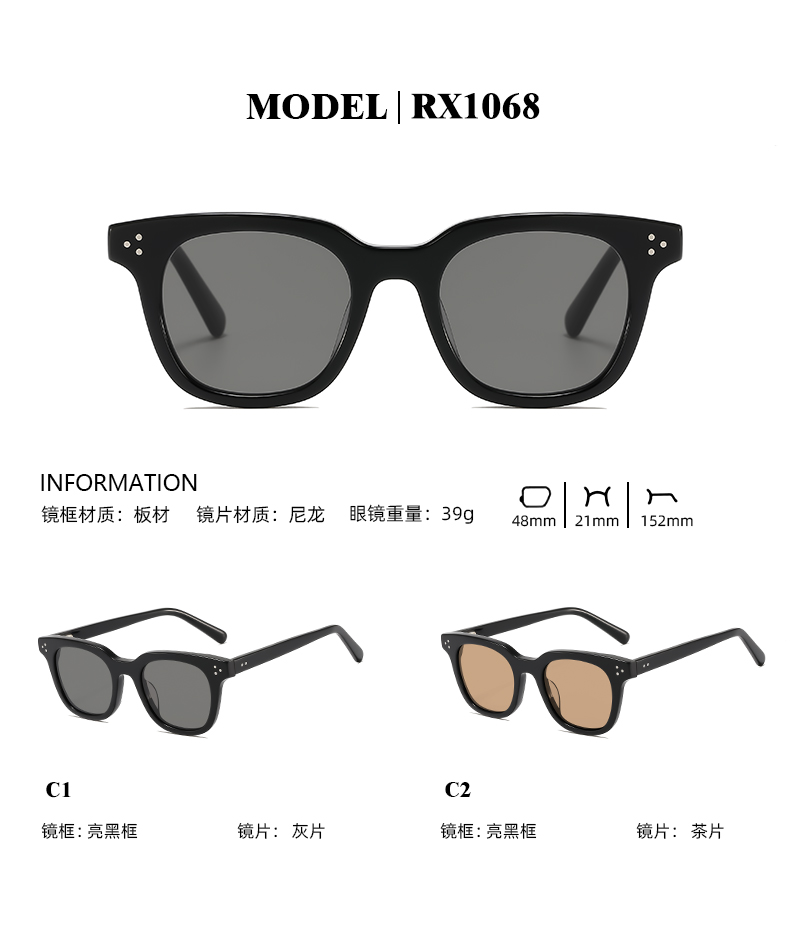 MODEL | RX1068
INFORMATION
镜框材质：板材 镜片材质：尼龙 眼镜重量：39g
48mm 21mm 152mm
C1
镜框：亮黑框 镜片： 灰片
C2
镜框：亮黑框 镜片： 茶片